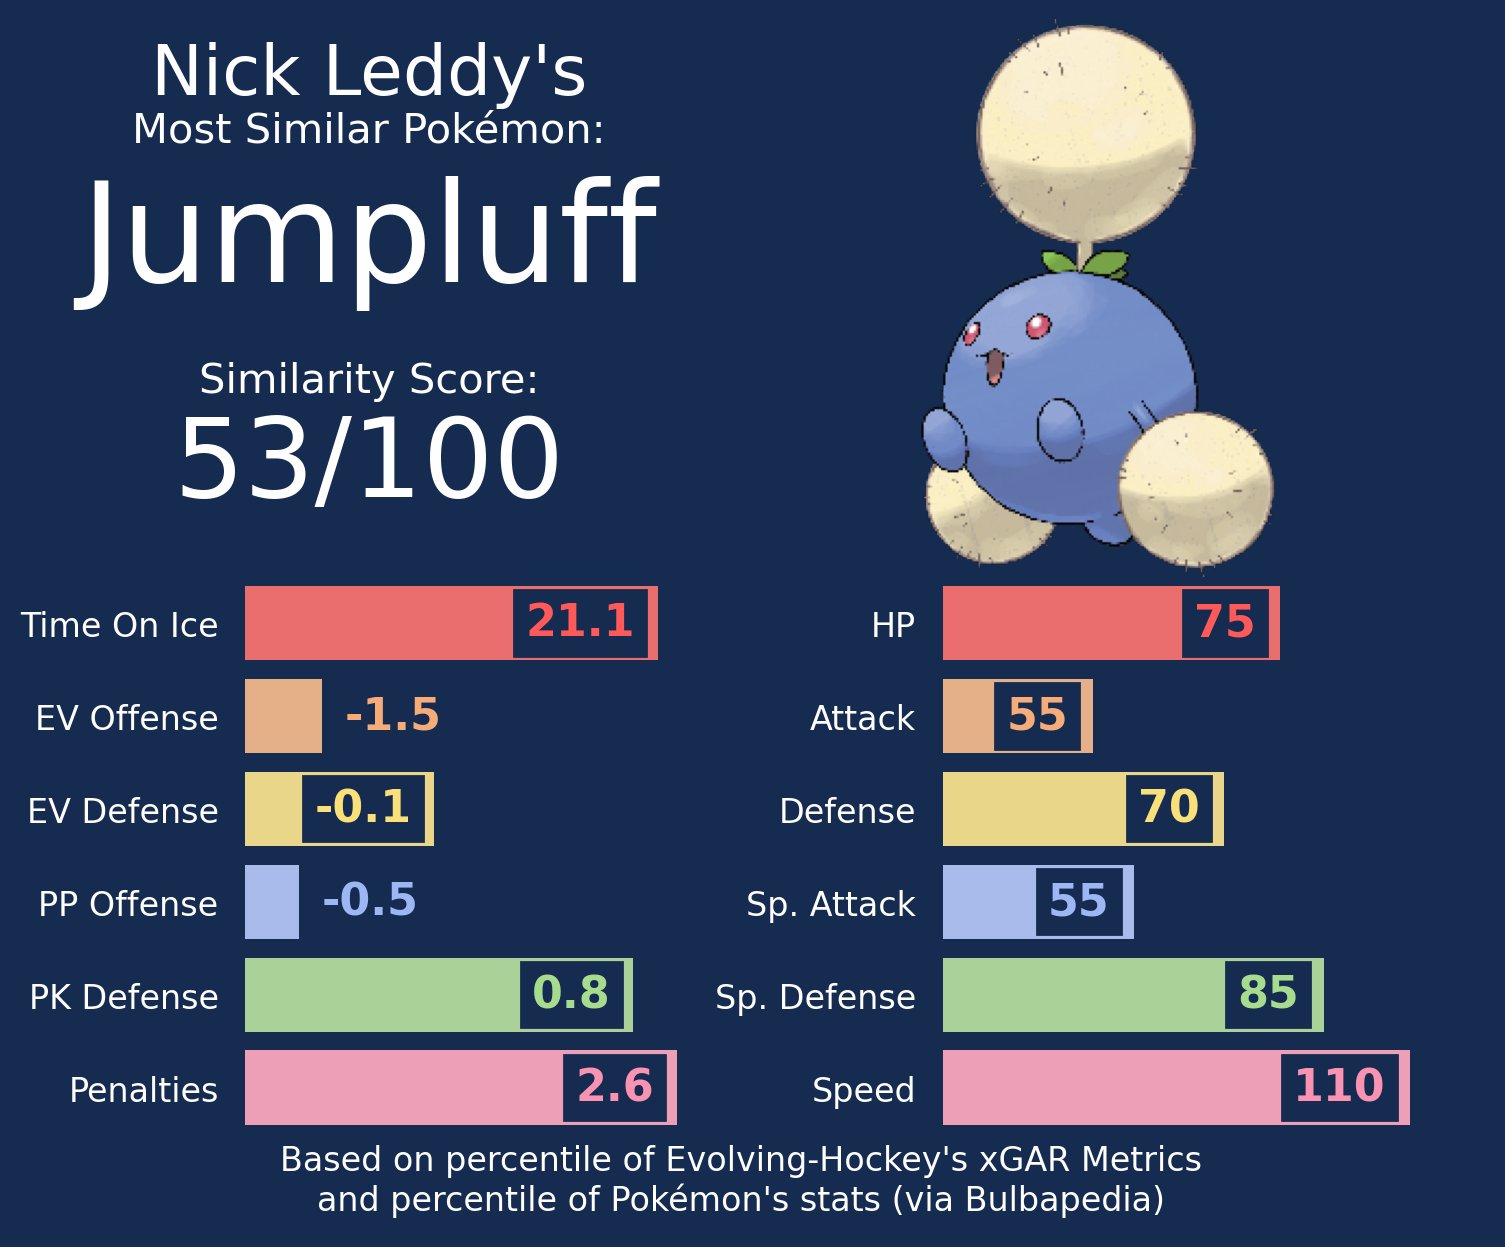 Nick Leddy's
Most Similar Pokémon:
Jumpluff
Similarity Score:
53/100
Time On Ice 21.1
EV Offense -1.5
EV Defense -0.1
PP Offense -0.5
PK Defense 0.8
Penalties 2.6
HP 75
Attack 55
Defense 70
Sp. Attack 55
Sp. Defense 85
Speed 110
Based on percentile of Evolving-Hockey's xGAR Metrics
and percentile of Pokémon's stats (via Bulbapedia)